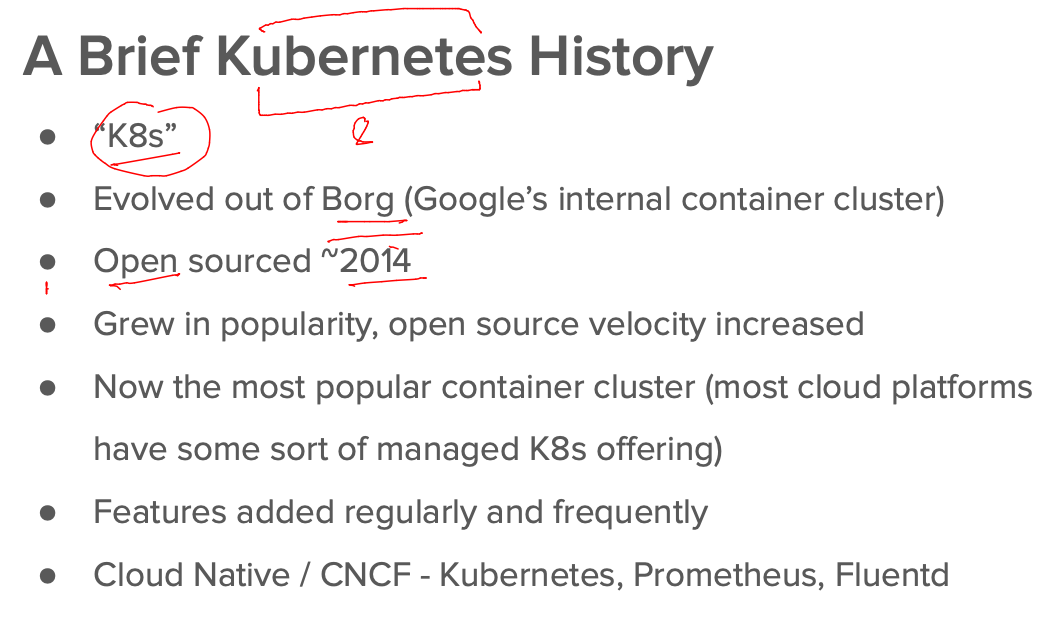 A Brief Kubernetes History
8
● "K8s"
● Evolved out of Borg (Google's internal container cluster)
● Open sourced ~2014
● Grew in popularity, open source velocity increased
● Now the most popular container cluster (most cloud platforms
have some sort of managed K8s offering)
● Features added regularly and frequently
● Cloud Native / CNCF - Kubernetes, Prometheus, Fluentd